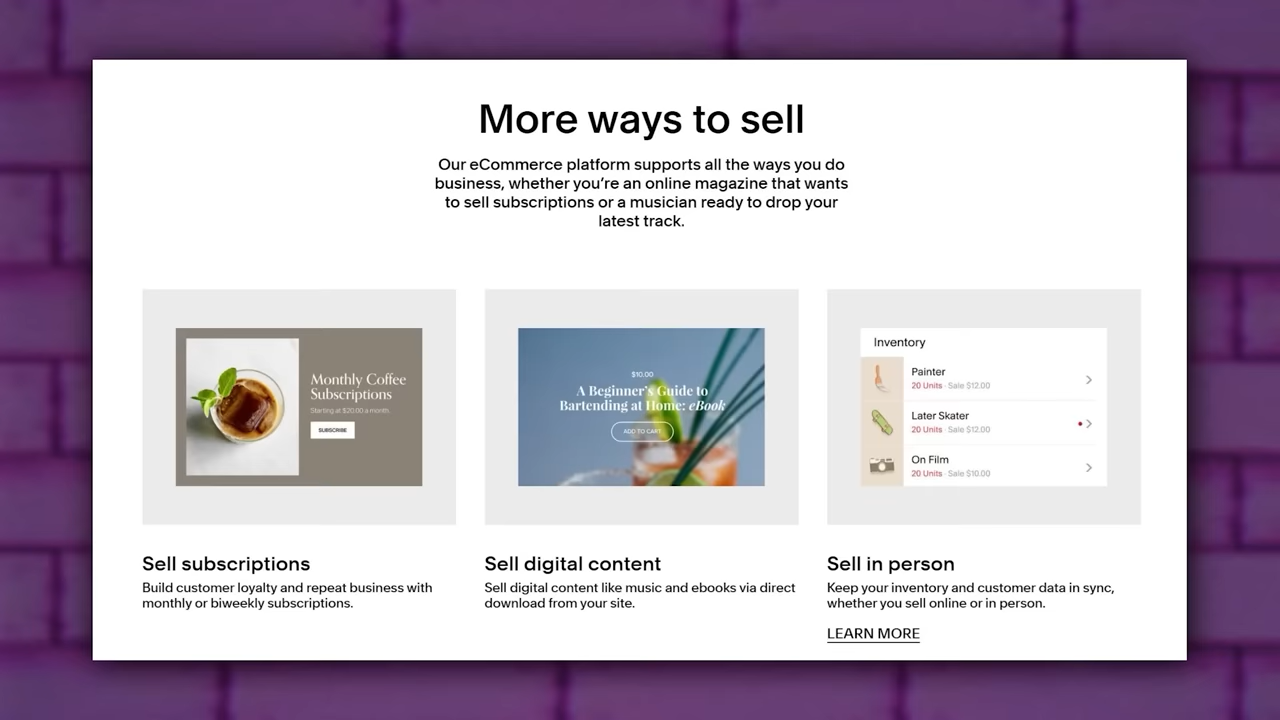 More ways to sell
Our eCommerce platform supports all the ways you do
business, whether you're an online magazine that wants
to sell subscriptions or a musician ready to drop your
latest track.
Monthly Coffee
Subscriptions
Starting at $20.00 a month.
SUBSCRIBE
$10.00
A Beginner's Guide to
Bartending at Home: eBook
ADD TO CART
Inventory
Painter
20 Units · Sale $12.00
Later Skater
20 Units · Sale $12.00
On Film
20 Units · Sale $10.00
Sell subscriptions
Build customer loyalty and repeat business with
monthly or biweekly subscriptions.
Sell digital content
Sell digital content like music and ebooks via direct
download from your site.
Sell in person
Keep your inventory and customer data in sync,
whether you sell online or in person.
LEARN MORE